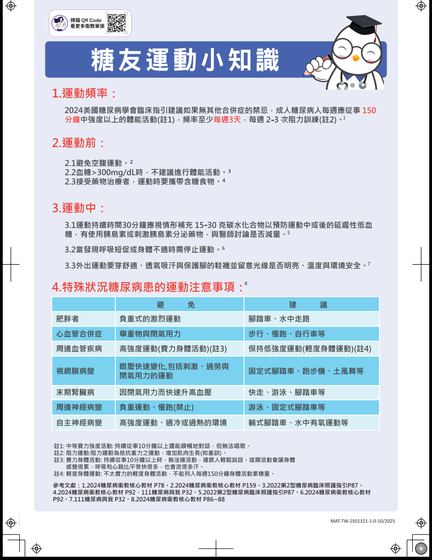 掃描 QR Code
看更多衛教單張
糖友運動小知識
1.運動頻率：
2024美國糖尿病學會臨床指引建議如果無其他合併症的禁忌，成人糖尿病人每週應從事 150
分鐘中強度以上的體能活動(註1)，頻率至少每週3天，每週 2-3 次阻力訓練(註2)。1
2.運動前：
2.1避免空腹運動。2
2.2血糖>300mg/dL時，不建議進行體能活動。3
2.3接受藥物治療者，運動時要攜帶含糖食物。4
3.運動中：
3.1運動持續時間30分鐘應視情形補充 15-30 克碳水化合物以預防運動中或後的延遲性低血
糖，有使用胰島素或刺激胰島素分泌藥物，與醫師討論是否減量。5
3.2當發現呼吸短促或身體不適時需停止運動。6
3.3外出運動要穿舒適、透氣吸汗與保護腳的鞋襪並留意光線是否明亮、溫度與環境安全。7
4.特殊狀況糖尿病患的運動注意事項：8
避 免 建 議
肥胖者 負重式的激烈運動 腳踏車、水中走路
心血管合併症 舉重物與閉氣用力 步行、慢跑、自行車等
周邊血管疾病 高強度運動(費力身體活動)(註3) 保持低強度運動(輕度身體運動)(註4)
視網膜病變 眼壓快速變化,包括刺激、過勞與
閉氣用力的運動 固定式腳踏車、跑步機、土風舞等
末期腎臟病 因閉氣用力而快速升高血壓 快走、游泳、腳踏車等
周邊神經病變 負重運動、慢跑(禁止) 游泳、固定式腳踏車等
自主神經病變 高強度運動、過冷或過熱的環境 躺式腳踏車、水中有氧運動等
註1: 中等費力強度活動: 持續從事10分鐘以上還能順暢地對話，但無法唱歌。
註2: 阻力運動:阻力運動為抵抗重力之運動，增加肌肉生長(如重訓)。
註3: 費力身體活動: 持續從事10分鐘以上時，無法邊活動，邊跟人輕鬆說話，這類活動會讓身體
感覺很累，呼吸和心跳比平常快很多，也會流很多汗。
註4: 輕度身體運動: 不太費力的輕度身體活動，不能列入每週150分鐘身體活動累積量。
參考文獻：1.2024糖尿病衛教核心教材 P78、2.2024糖尿病衛教核心教材 P159、3.2022第2型糖尿病臨床照護指引P87、
4.2024糖尿病衛教核心教材 P92、111糖尿病病與我 P32、5.2022第2型糖尿病臨床照護指引P87、6.2024糖尿病衛教核心教材
P92、7.111糖尿病與我 P32、8.2024糖尿病衛教核心教材 P86~88
MAT-TW-2501321-1.0-10/2025